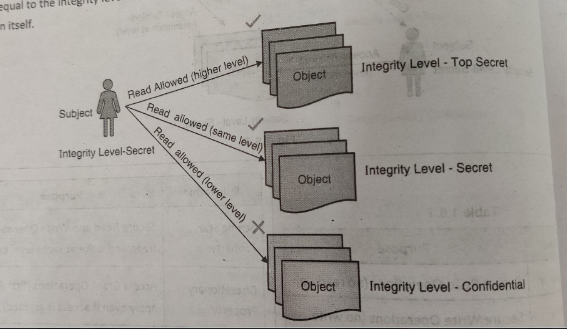 equal to the integrity
n itself.
Read Allowed (higher level)
Object
Integrity Level - Top Secret
Subject
Integrity Level-Secret
Read allowed (same level)
Object
Integrity Level - Secret
Read allowed (lower level)
Object
Integrity Level - Confidential